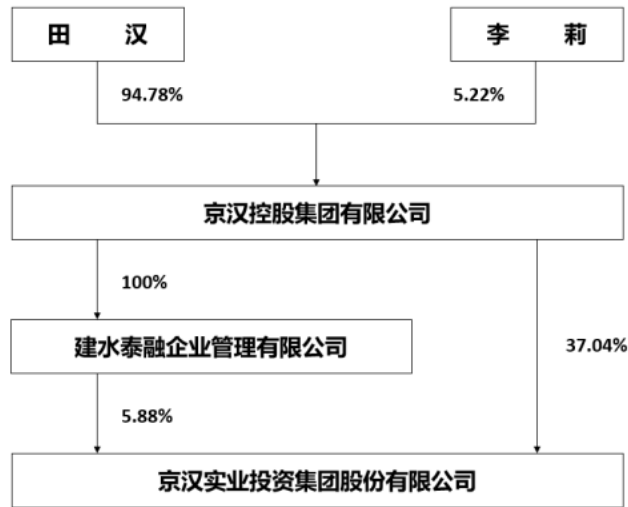 田 汉
李 莉
94.78%
5.22%
京汉控股集团有限公司
100%
建水泰融企业管理有限公司
37.04%
5.88%
京汉实业投资集团股份有限公司